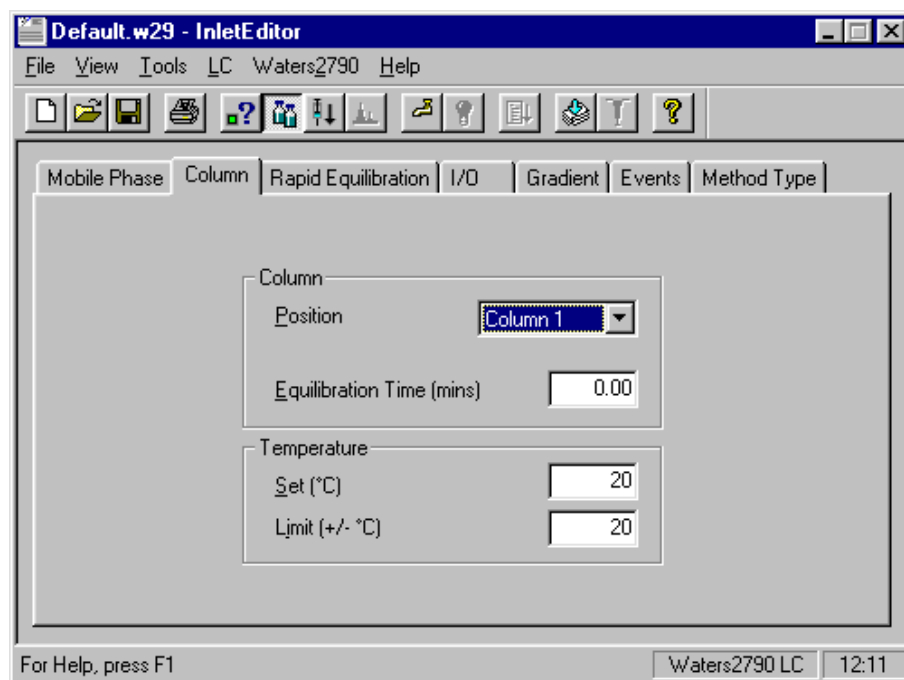 Default.w29 - InletEditor
File View Tools LC Waters2790 Help
Mobile Phase Column Rapid Equilibration I/O Gradient Events Method Type
Column
Position Column 1
Equilibration Time (mins) 0.00
Temperature
Set (°C) 20
Limit (+/- °C) 20
For Help, press F1 Waters2790 LC 12:11